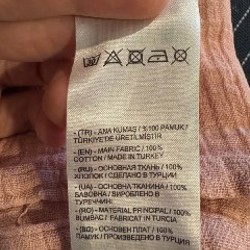 • (TR) - ANA KUMAŞ / %100 PAMUK/
TÜRKİYE'DE ÜRETİLMİŞTİR
• (EN) - MAIN FABRIC / 100%
COTTON / MADE IN TURKEY
• (RU) - ОСНОВНАЯ ТКАНЬ / 100%
ХЛОПОК / СДЕЛАНО В ТУРЦИИ
• (UA) - ОСНОВНА ТКАНИНА / 100%
БАВОВНА / ВИРОБЛЕНО В
ТУРЕЧЧИНІ
• (RO) - MATERIAL PRINCIPAL / 100%
BUMBAC / FABRICAT IN TURCIA
• (BG) - ОСНОВЕН ПЛАТ / 100%
ПАМУК / ПРОИЗВЕДЕНО В ТУРЦИЯ